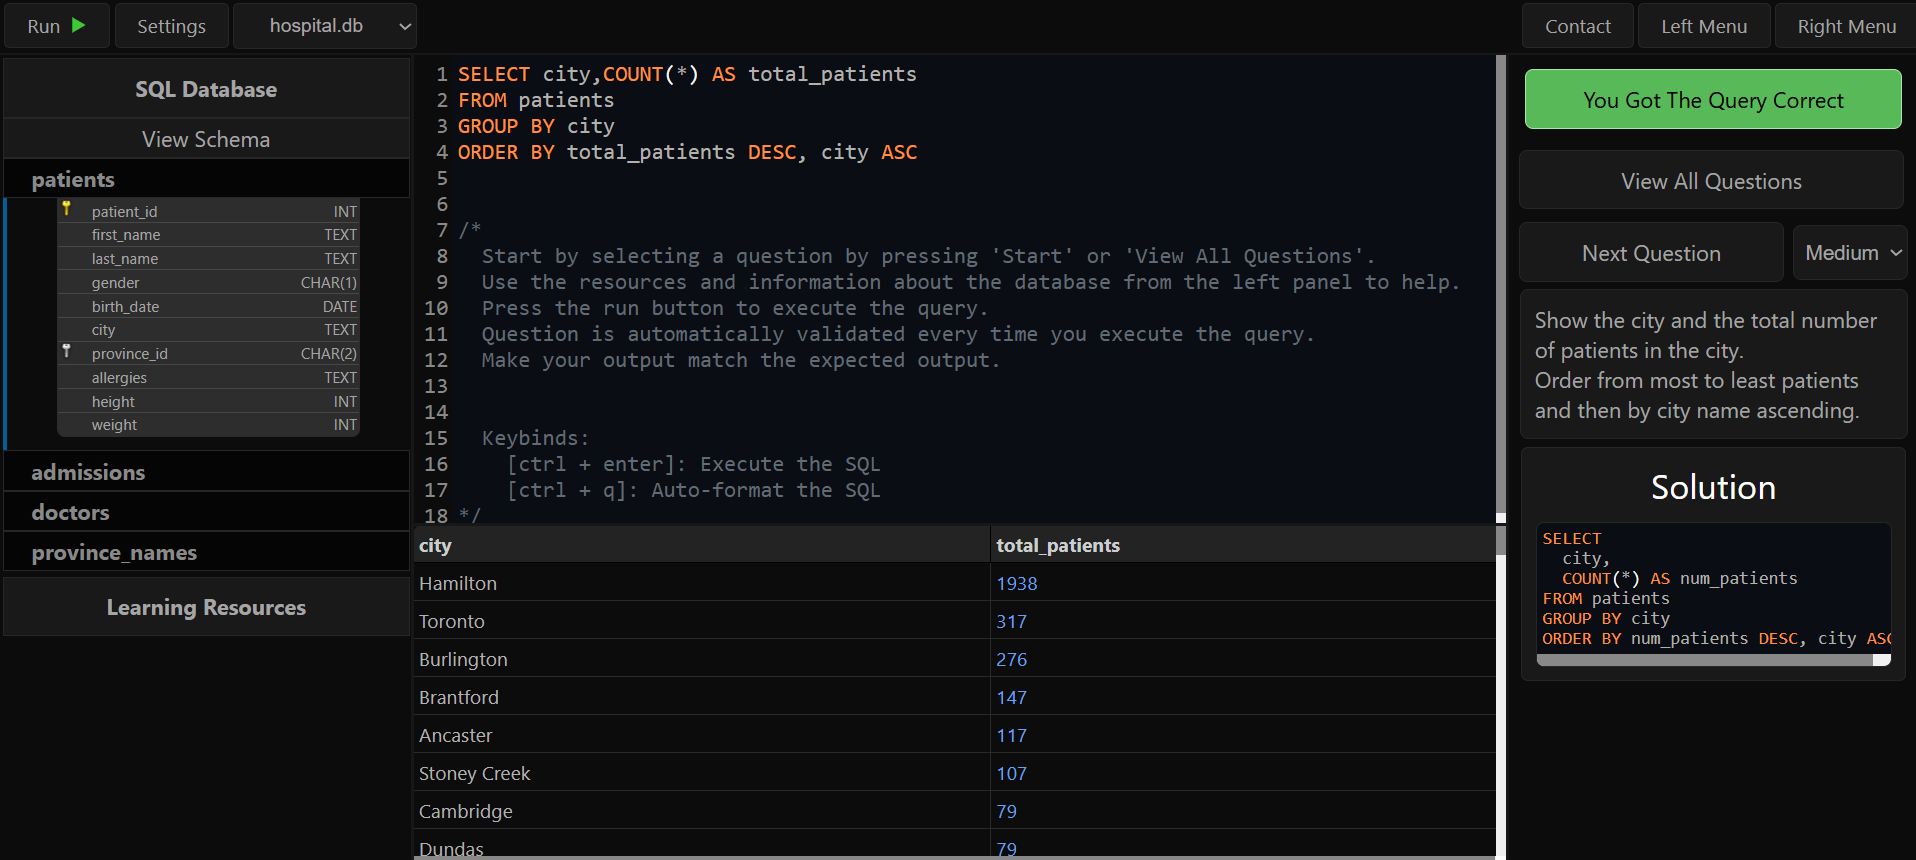 Run
Settings
hospital.db
Contact
Left Menu
Right Menu
SQL Database
View Schema
patients
patient_id INT
first_name TEXT
last_name TEXT
gender CHAR(1)
birth_date DATE
city TEXT
province_id CHAR(2)
allergies TEXT
height INT
weight INT
admissions
doctors
province_names
Learning Resources
1 SELECT city,COUNT(*) AS total_patients
2 FROM patients
3 GROUP BY city
4 ORDER BY total_patients DESC, city ASC
5
6
7 /*
8 Start by selecting a question by pressing 'Start' or 'View All Questions'.
9 Use the resources and information about the database from the left panel to help.
10 Press the run button to execute the query.
11 Question is automatically validated every time you execute the query.
12 Make your output match the expected output.
13
14
15 Keybinds:
16 [ctrl + enter]: Execute the SQL
17 [ctrl + q]: Auto-format the SQL
18 */
city total_patients
Hamilton 1938
Toronto 317
Burlington 276
Brantford 147
Ancaster 117
Stoney Creek 107
Cambridge 79
Dundas 79
You Got The Query Correct
View All Questions
Next Question
Medium
Show the city and the total number
of patients in the city.
Order from most to least patients
and then by city name ascending.
Solution
SELECT
city,
COUNT(*) AS num_patients
FROM patients
GROUP BY city
ORDER BY num_patients DESC, city ASC